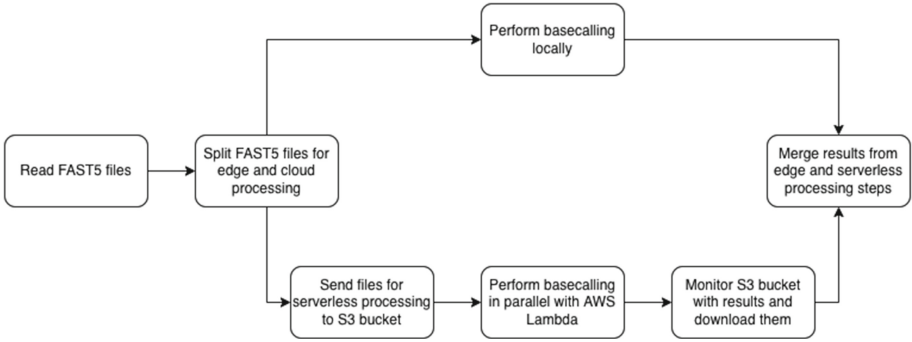 Perform basecalling
locally
Read FAST5 files
Split FAST5 files for
edge and cloud
processing
Merge results from
edge and serverless
processing steps
Send files for
serverless processing
to S3 bucket
Perform basecalling
in parallel with AWS
Lambda
Monitor S3 bucket
with results and
download them